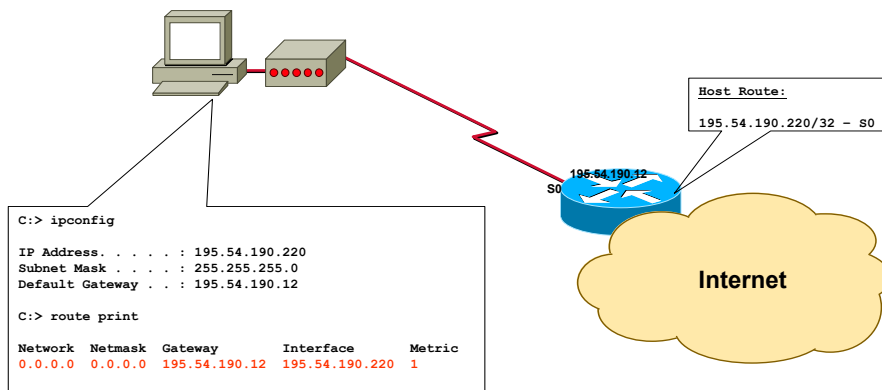 Host Route:
195.54.190.220/32 – S0
195.54.190.12
S0
Internet
C:> ipconfig
IP Address. . . . . : 195.54.190.220
Subnet Mask . . . . : 255.255.255.0
Default Gateway . . : 195.54.190.12
C:> route print
Network Netmask Gateway Interface Metric
0.0.0.0 0.0.0.0 195.54.190.12 195.54.190.220 1